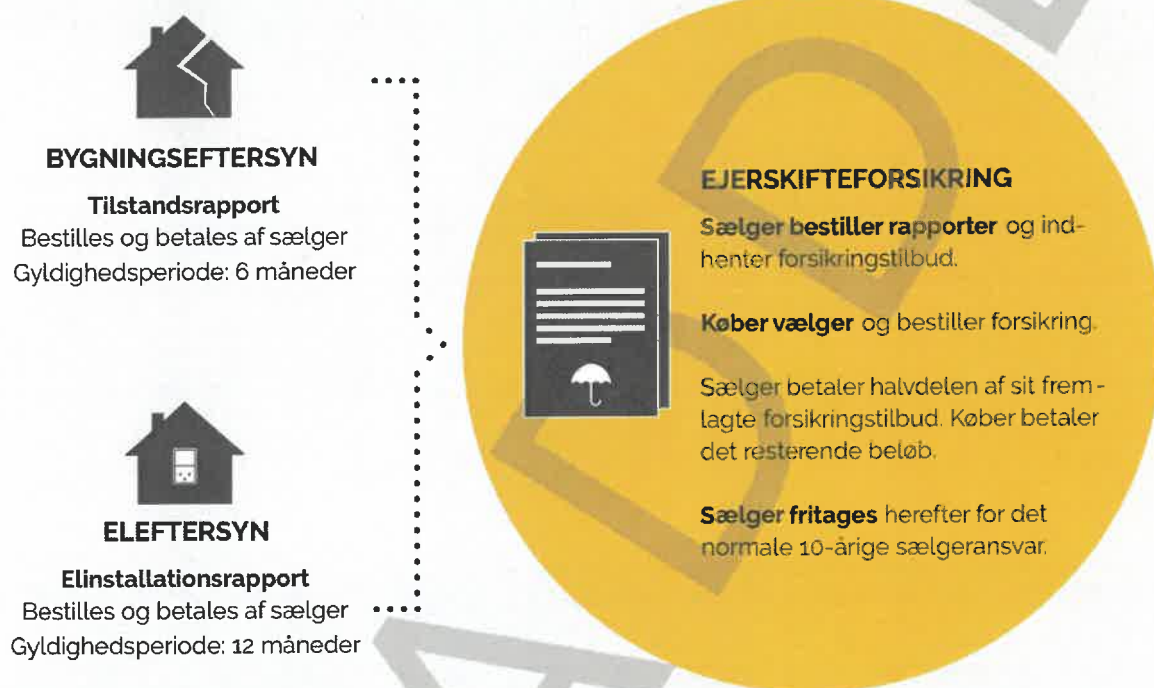 BYGNINGSEFTERSYN
Tilstandsrapport
Bestilles og betales af sælger
Gyldighedsperiode: 6 måneder
ELEFTERSYN
Elinstallationsrapport
Bestilles og betales af sælger
Gyldighedsperiode: 12 måneder
EJERSKIFTEFORSIKRING
Sælger bestiller rapporter og ind-
henter forsikringstilbud.
Køber vælger og bestiller forsikring.
Sælger betaler halvdelen af sit frem-
lagte forsikringstilbud. Køber betaler
det resterende beløb.
Sælger fritages herefter for det
normale 10-årige sælgeransvar.